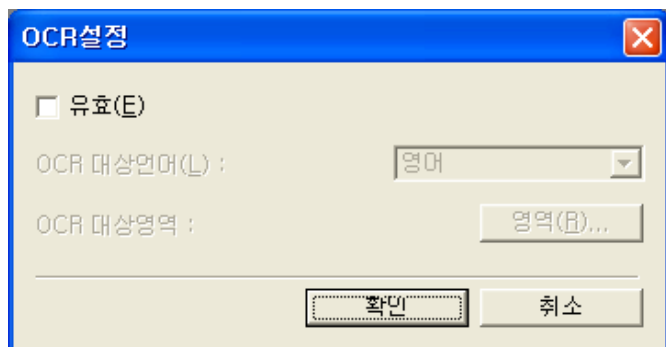 OCR설정
유효(E)
OCR 대상언어(L) : 영어
OCR 대상영역 : 영역(R)...
확인 취소